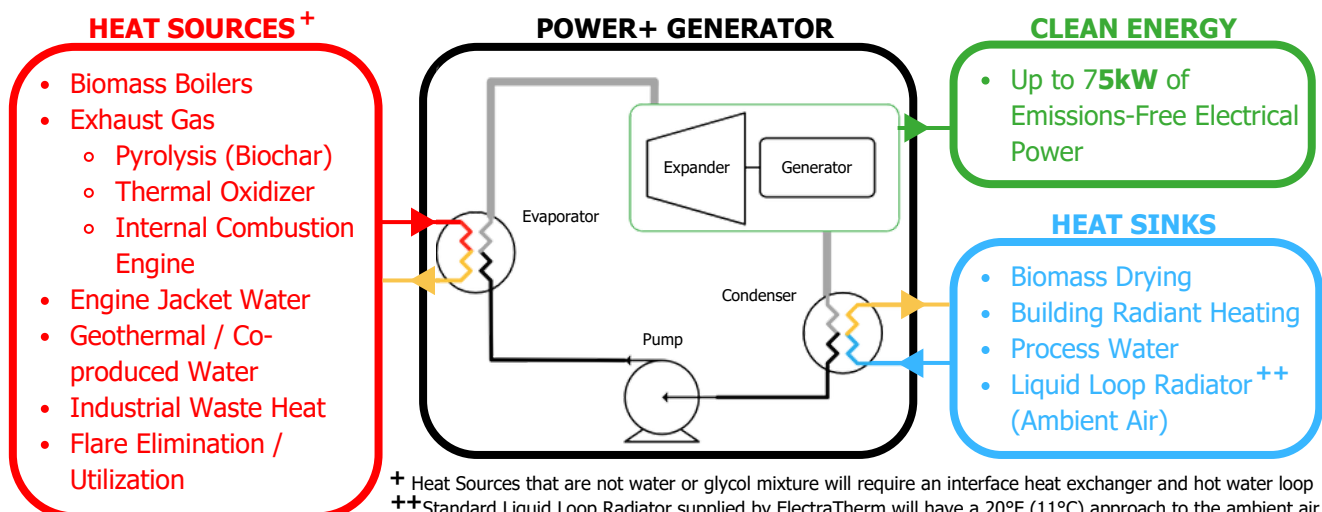 HEAT SOURCES+
• Biomass Boilers
• Exhaust Gas
◦ Pyrolysis (Biochar)
◦ Thermal Oxidizer
◦ Internal Combustion
Engine
• Engine Jacket Water
• Geothermal / Co-
produced Water
• Industrial Waste Heat
• Flare Elimination /
Utilization
POWER+ GENERATOR
Expander
Generator
Evaporator
Condenser
Pump
CLEAN ENERGY
• Up to 75kW of
Emissions-Free Electrical
Power
HEAT SINKS
• Biomass Drying
• Building Radiant Heating
• Process Water
• Liquid Loop Radiator++
(Ambient Air)
+ Heat Sources that are not water or glycol mixture will require an interface heat exchanger and hot water loop
++Standard Liquid Loop Radiator supplied by ElectraTherm will have a 20°F (11°C) approach to the ambient air